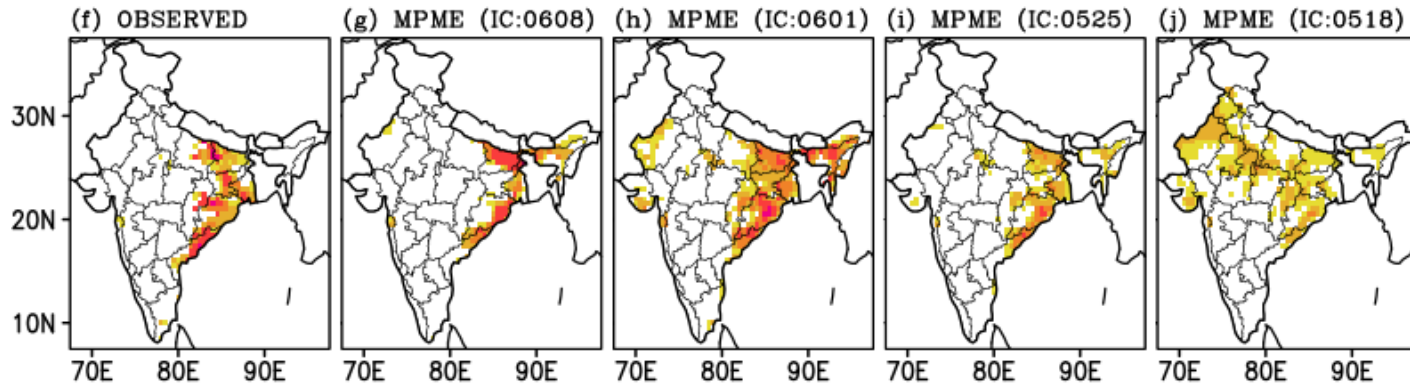 (f) OBSERVED (g) MPME (IC:0608) (h) MPME (IC:0601) (i) MPME (IC:0525) (j) MPME (IC:0518)
30N
20N
10N
70E 80E 90E 70E 80E 90E 70E 80E 90E 70E 80E 90E 70E 80E 90E